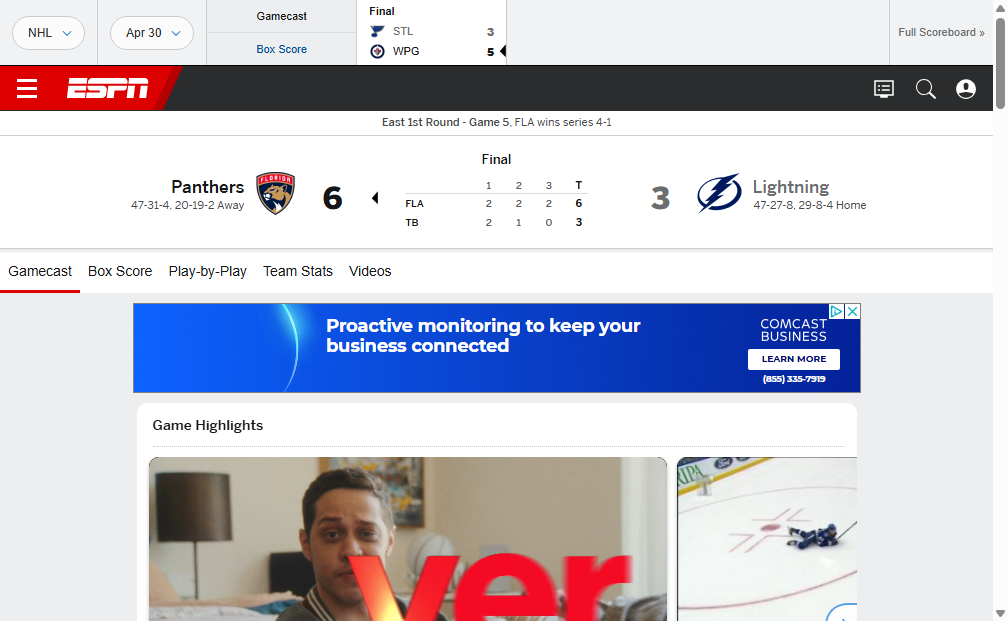 NHL
Apr 30
Gamecast
Box Score
Final
STL 3
WPG 5
Full Scoreboard »
ESPN
East 1st Round - Game 5, FLA wins series 4-1
Final
Panthers
47-31-4, 20-19-2 Away
FLORIDA
6
1 2 3 T
FLA 2 2 2 6
TB 2 1 0 3
3
Lightning
47-27-8, 29-8-4 Home
Gamecast Box Score Play-by-Play Team Stats Videos
Proactive monitoring to keep your
business connected
COMCAST
BUSINESS
LEARN MORE
(855) 335-7919
Game Highlights
ver
Ford